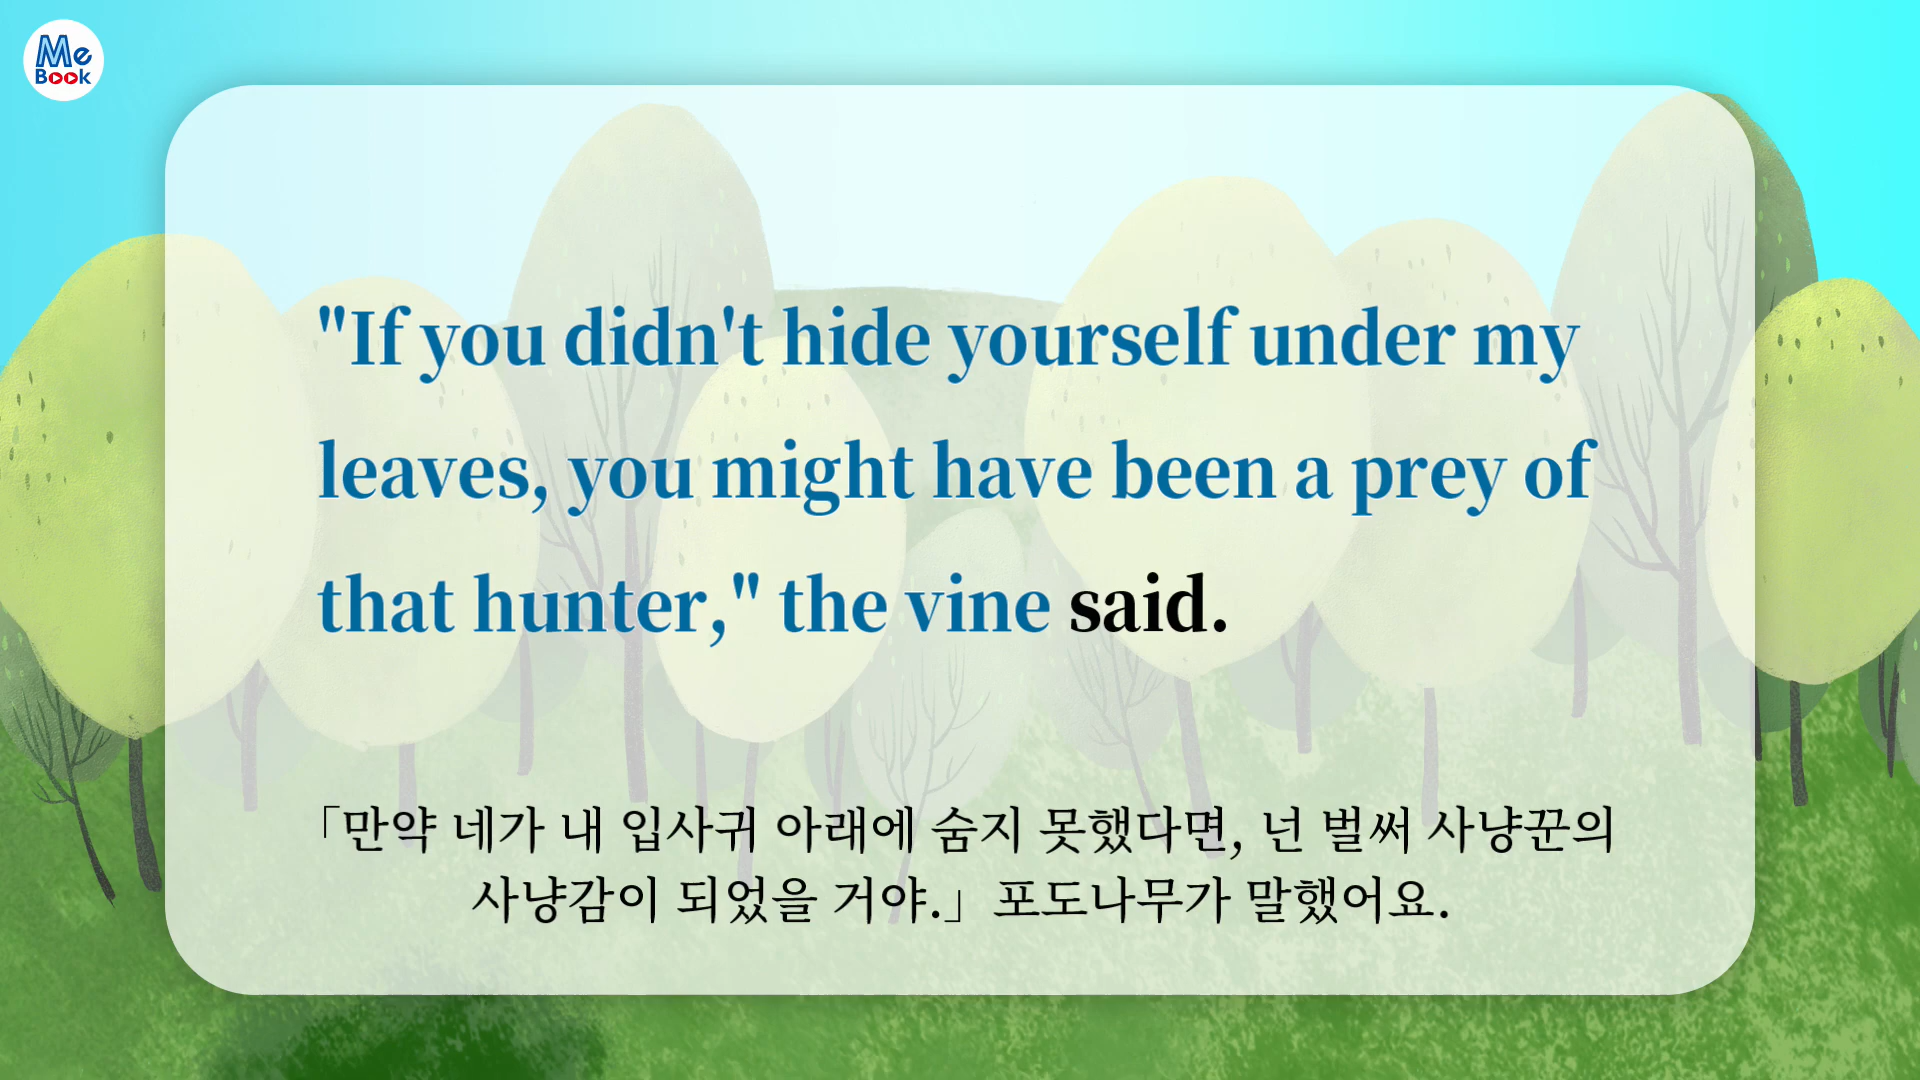 Me
Book
"If you didn't hide yourself under my
leaves, you might have been a prey of
that hunter," the vine said.
「만약 네가 내 입사귀 아래에 숨지 못했다면, 넌 벌써 사냥꾼의
사냥감이 되었을 거야.」 포도나무가 말했어요.